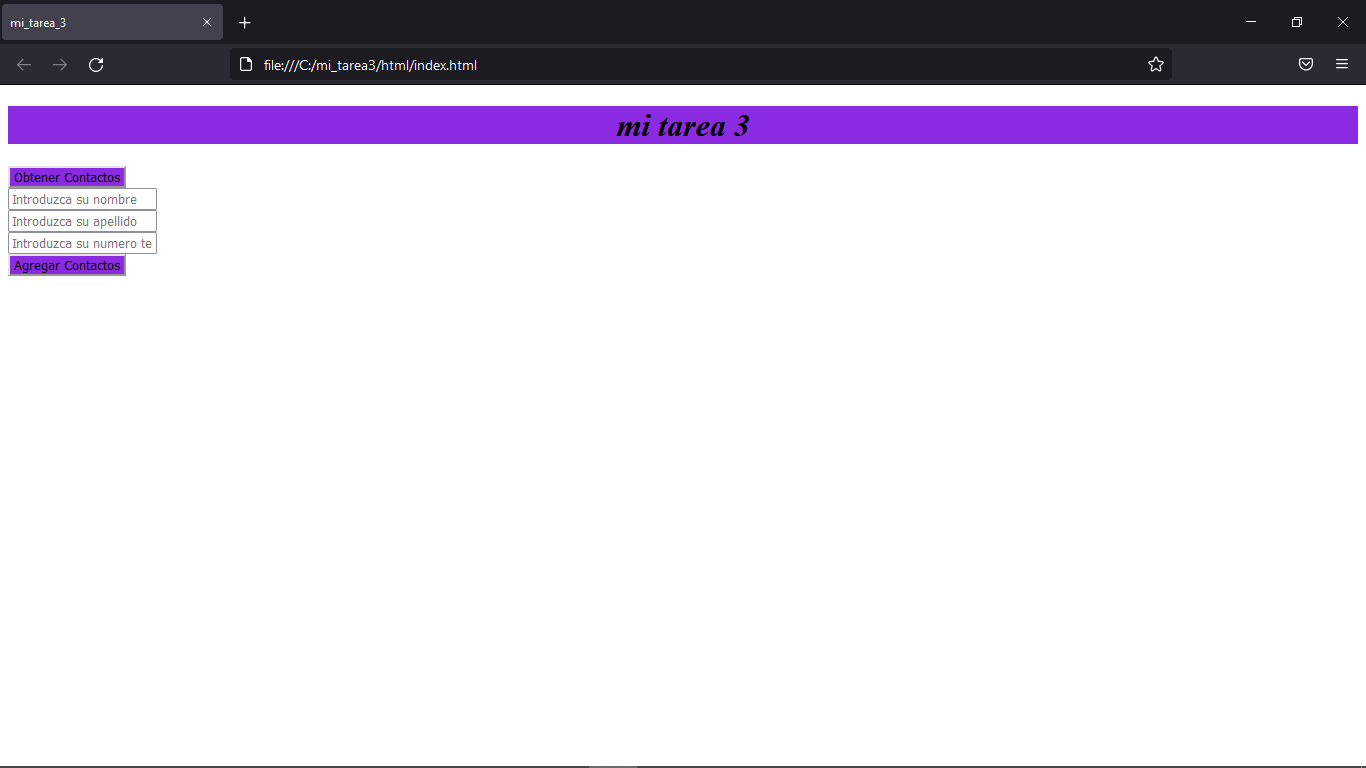 mi_tarea_3
file:///C:/mi_tarea3/html/index.html
mi tarea 3
Obtener Contactos
Introduzca su nombre
Introduzca su apellido
Introduzca su numero te
Agregar Contactos